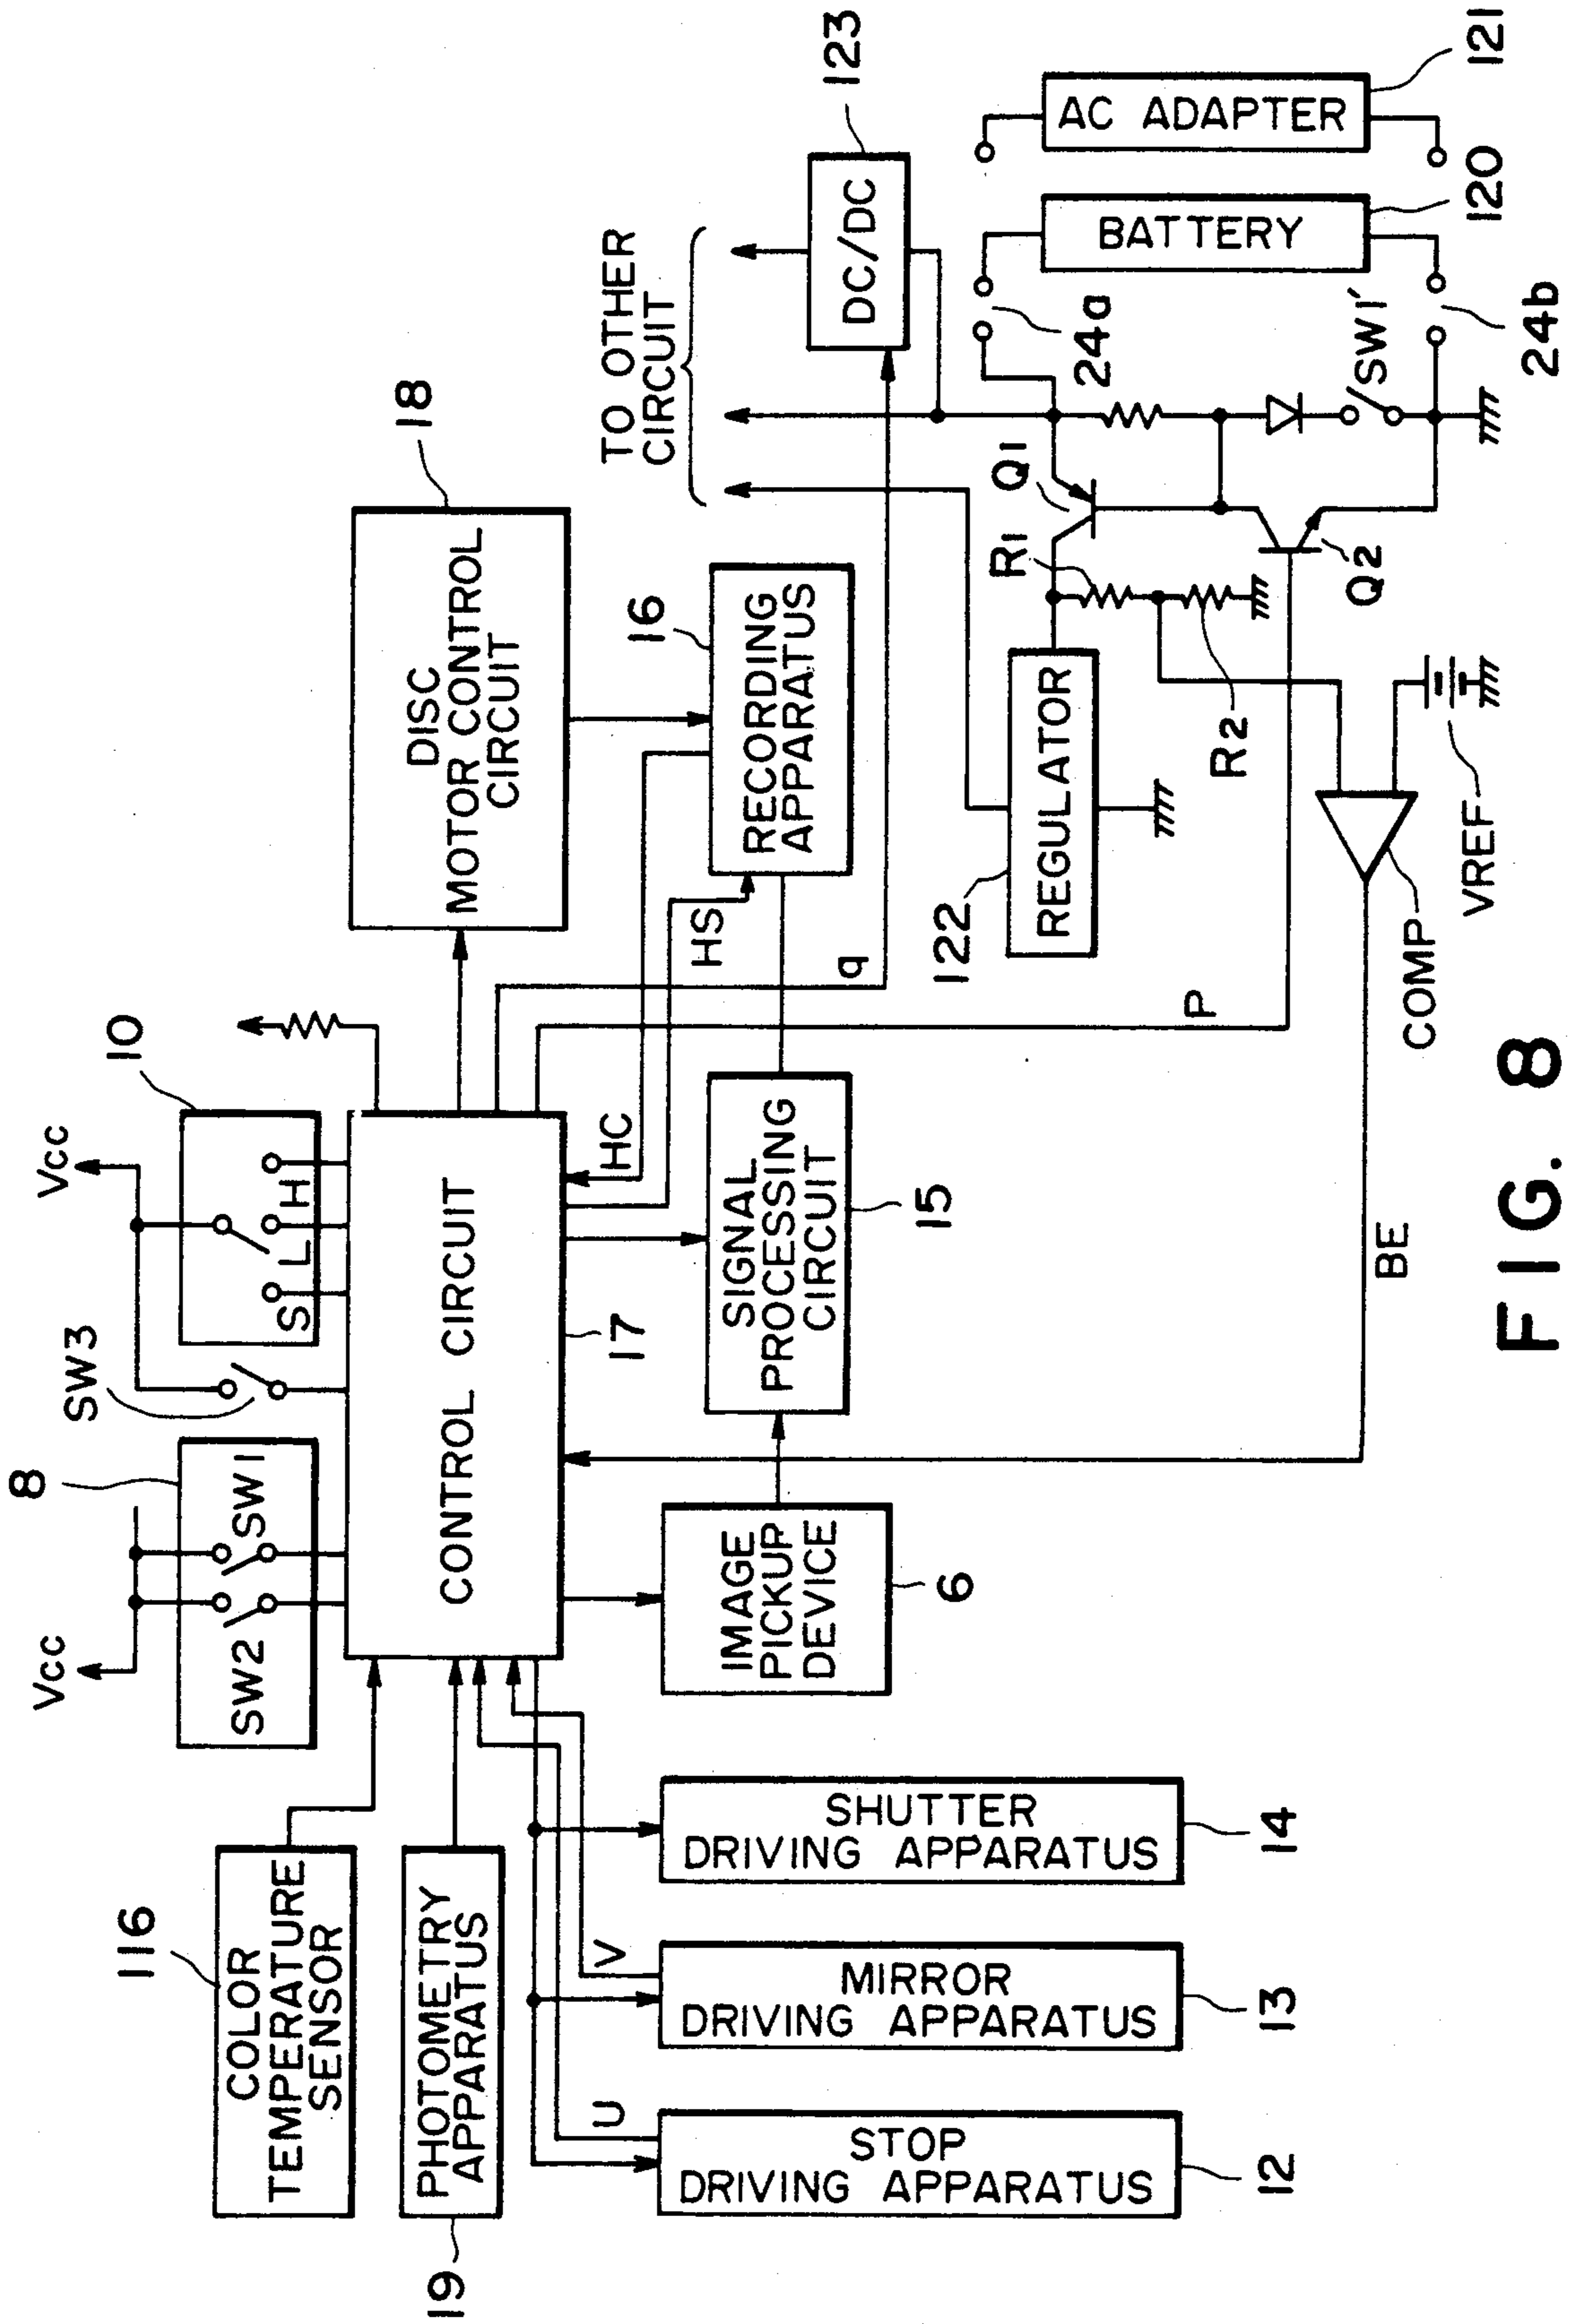 116
COLOR
TEMPERATURE
SENSOR
19
PHOTOMETRY
APPARATUS
Vcc
8
SW2
SW1
SW3
Vcc
10
S
L
H
CONTROL CIRCUIT
17
18
DISC
MOTOR CONTROL
CIRCUIT
TO OTHER
CIRCUIT
123
DC/DC
16
RECORDING
APPARATUS
HC
HS
q
P
U
V
STOP
DRIVING APPARATUS
12
MIRROR
DRIVING APPARATUS
13
SHUTTER
DRIVING APPARATUS
14
IMAGE
PICKUP
DEVICE
6
SIGNAL
PROCESSING
CIRCUIT
15
122
REGULATOR
R1
Q1
R2
Q2
24a
SW1'
24b
BATTERY
120
AC ADAPTER
121
BE
COMP
VREF
FIG. 8